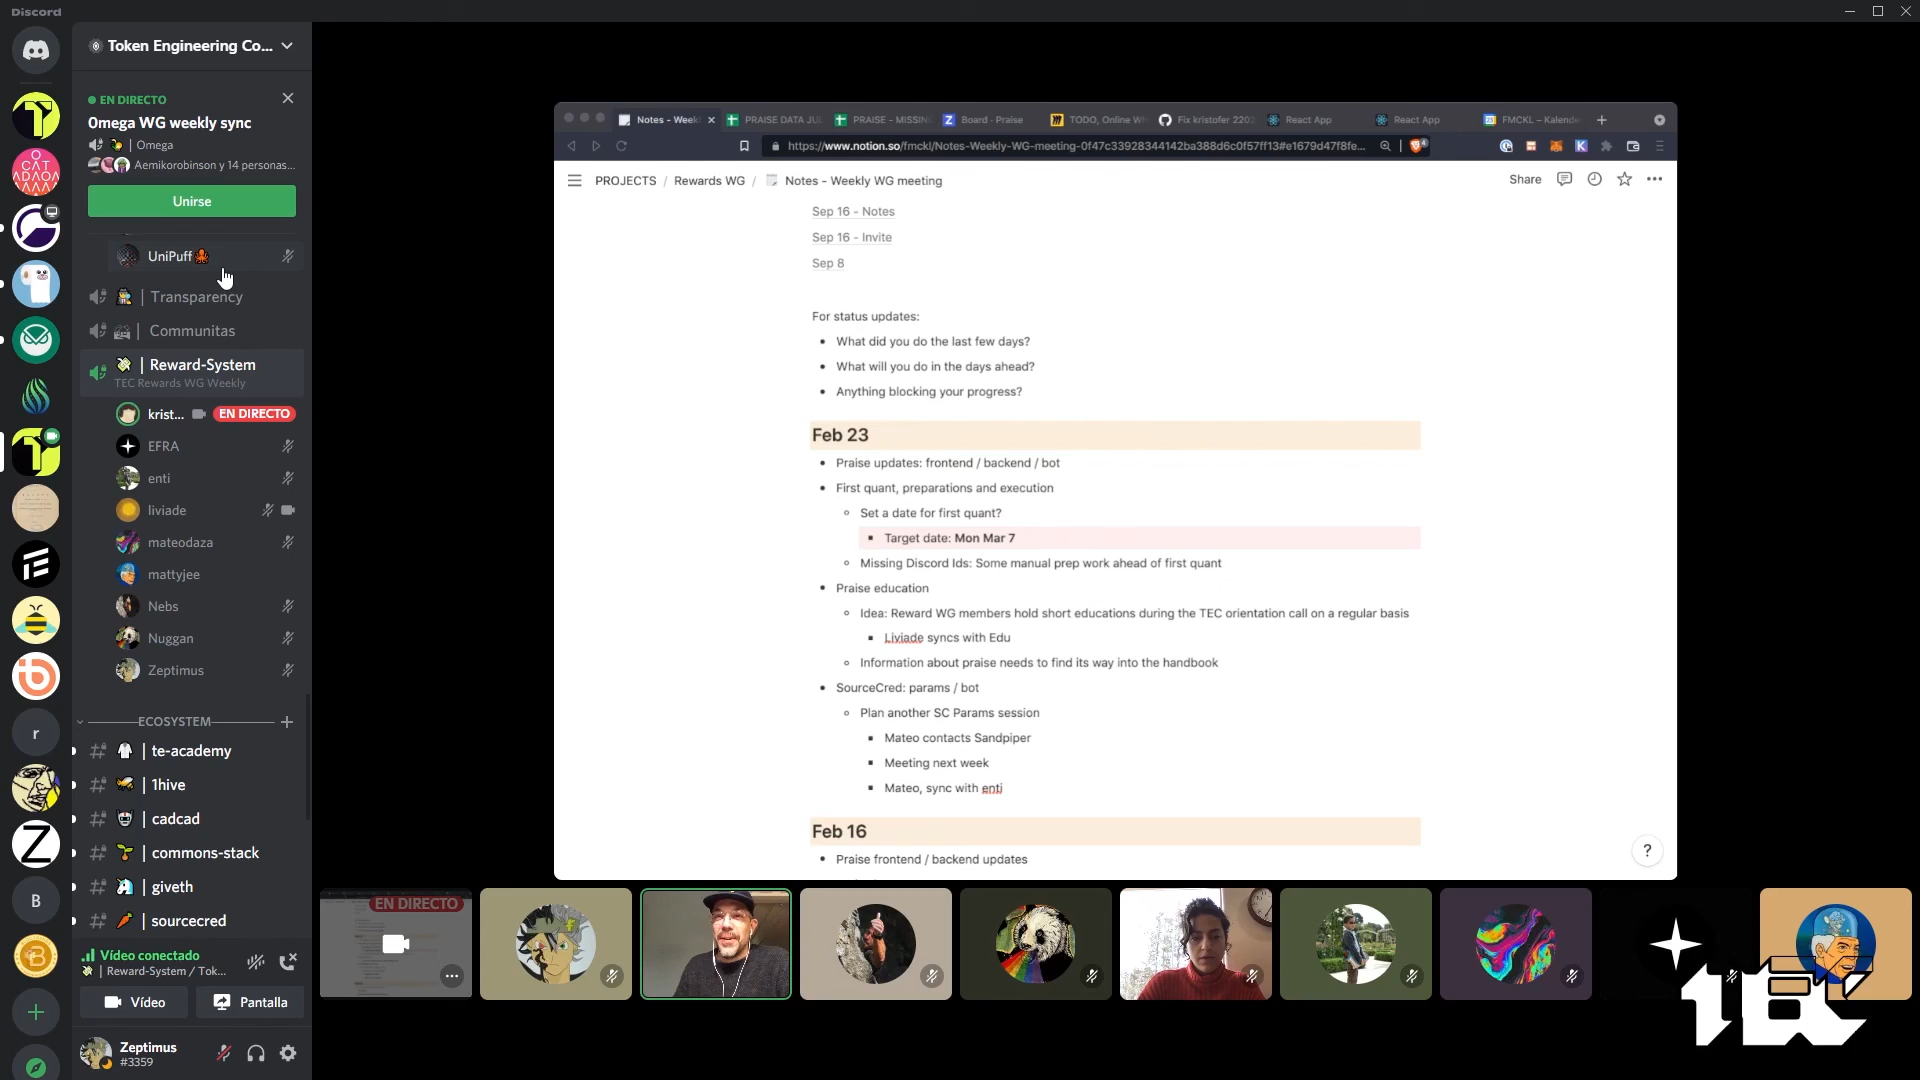 Discord
Token Engineering Co...
EN DIRECTO
Omega WG weekly sync
| Omega
Aemikorobinson y 14 personas...
Unirse
UniPuff
| Transparency
| Communitas
| Reward-System
TEC Rewards WG Weekly
krist...
EN DIRECTO
EFRA
enti
liviade
mateodaza
mattyjee
Nebs
Nuggan
Zeptimus
ECOSYSTEM
| te-academy
| 1hive
| cadcad
| commons-stack
| giveth
| sourcecred
Vídeo conectado
| Reward-System / Tok...
Vídeo
Pantalla
Zeptimus
#3359
r
B
Notes - Week
PRAISE DATA JUL
PRAISE - MISSIN
Board - Praise
TODO, Online Wh
Fix kristofer 2202
React App
React App
FMCKL – Kalende
https://www.notion.so/fmckl/Notes-Weekly-WG-meeting-0f47c33928344142ba388d6c0f57ff13#e1679d47f8fe...
PROJECTS / Rewards WG / Notes - Weekly WG meeting
Share
Sep 16 - Notes
Sep 16 - Invite
Sep 8
For status updates:
• What did you do the last few days?
• What will you do in the days ahead?
• Anything blocking your progress?
Feb 23
• Praise updates: frontend / backend / bot
• First quant, preparations and execution
◦ Set a date for first quant?
▪ Target date: Mon Mar 7
◦ Missing Discord Ids: Some manual prep work ahead of first quant
• Praise education
◦ Idea: Reward WG members hold short educations during the TEC orientation call on a regular basis
▪ Liviade syncs with Edu
◦ Information about praise needs to find its way into the handbook
• SourceCred: params / bot
◦ Plan another SC Params session
▪ Mateo contacts Sandpiper
▪ Meeting next week
▪ Mateo, sync with enti
Feb 16
• Praise frontend / backend updates
?
EN DIRECTO
TEC